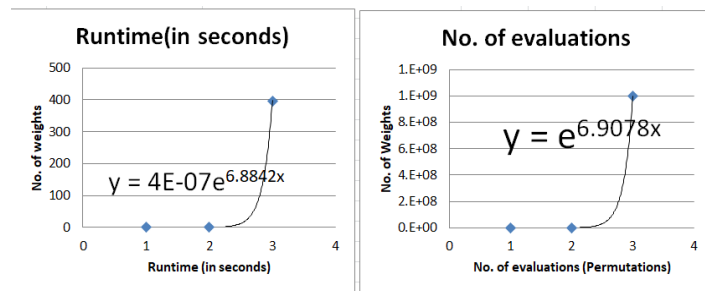 Runtime(in seconds)
500
400
300
200
100
0
0 1 2 3 4
No. of weights
y = 4E-07e^6.8842x
Runtime (in seconds)
No. of evaluations
1.E+09
1.E+09
8.E+08
6.E+08
4.E+08
2.E+08
0.E+00
0 1 2 3 4
No. of Weights
y = e^6.9078x
No. of evaluations (Permutations)